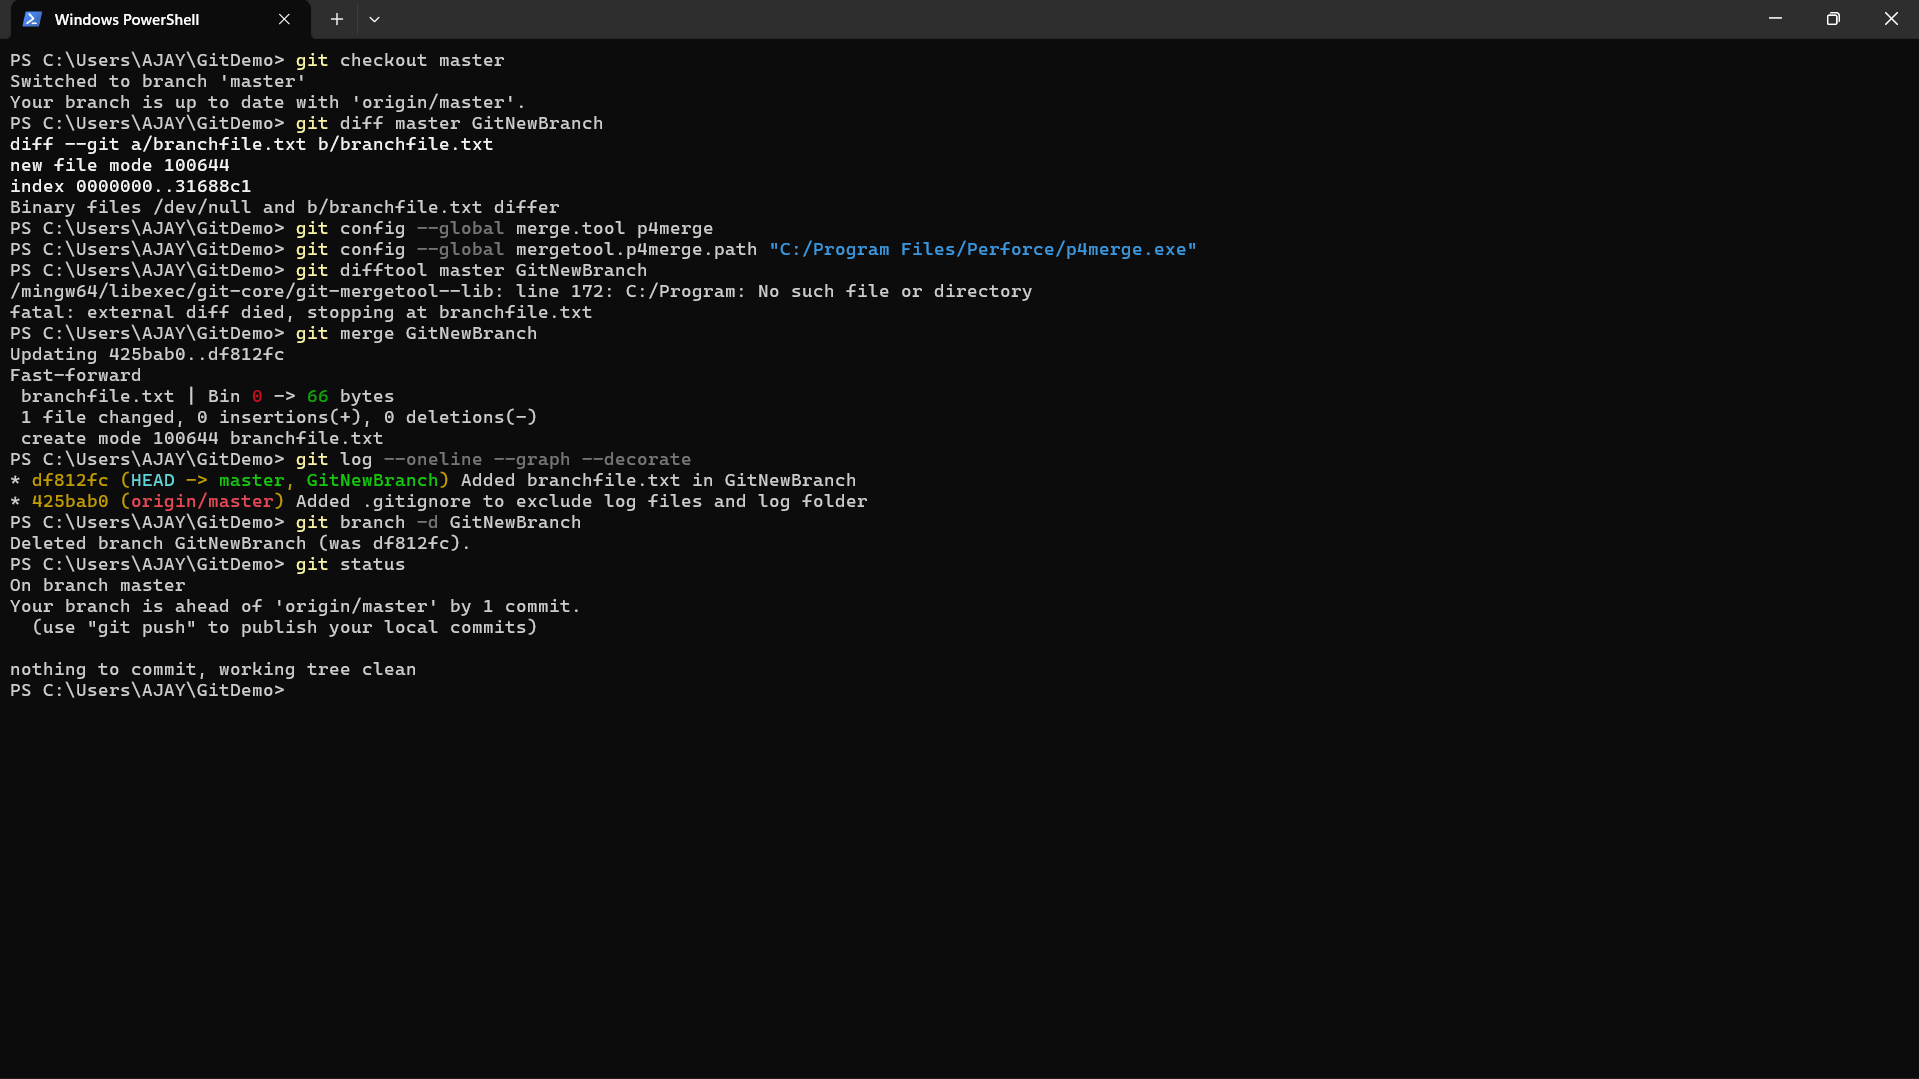 Windows PowerShell
PS C:\Users\AJAY\GitDemo> git checkout master
Switched to branch 'master'
Your branch is up to date with 'origin/master'.
PS C:\Users\AJAY\GitDemo> git diff master GitNewBranch
diff --git a/branchfile.txt b/branchfile.txt
new file mode 100644
index 0000000..31688c1
Binary files /dev/null and b/branchfile.txt differ
PS C:\Users\AJAY\GitDemo> git config --global merge.tool p4merge
PS C:\Users\AJAY\GitDemo> git config --global mergetool.p4merge.path "C:/Program Files/Perforce/p4merge.exe"
PS C:\Users\AJAY\GitDemo> git difftool master GitNewBranch
/mingw64/libexec/git-core/git-mergetool--lib: line 172: C:/Program: No such file or directory
fatal: external diff died, stopping at branchfile.txt
PS C:\Users\AJAY\GitDemo> git merge GitNewBranch
Updating 425bab0..df812fc
Fast-forward
 branchfile.txt | Bin 0 -> 66 bytes
 1 file changed, 0 insertions(+), 0 deletions(-)
 create mode 100644 branchfile.txt
PS C:\Users\AJAY\GitDemo> git log --oneline --graph --decorate
* df812fc (HEAD -> master, GitNewBranch) Added branchfile.txt in GitNewBranch
* 425bab0 (origin/master) Added .gitignore to exclude log files and log folder
PS C:\Users\AJAY\GitDemo> git branch -d GitNewBranch
Deleted branch GitNewBranch (was df812fc).
PS C:\Users\AJAY\GitDemo> git status
On branch master
Your branch is ahead of 'origin/master' by 1 commit.
  (use "git push" to publish your local commits)

nothing to commit, working tree clean
PS C:\Users\AJAY\GitDemo>